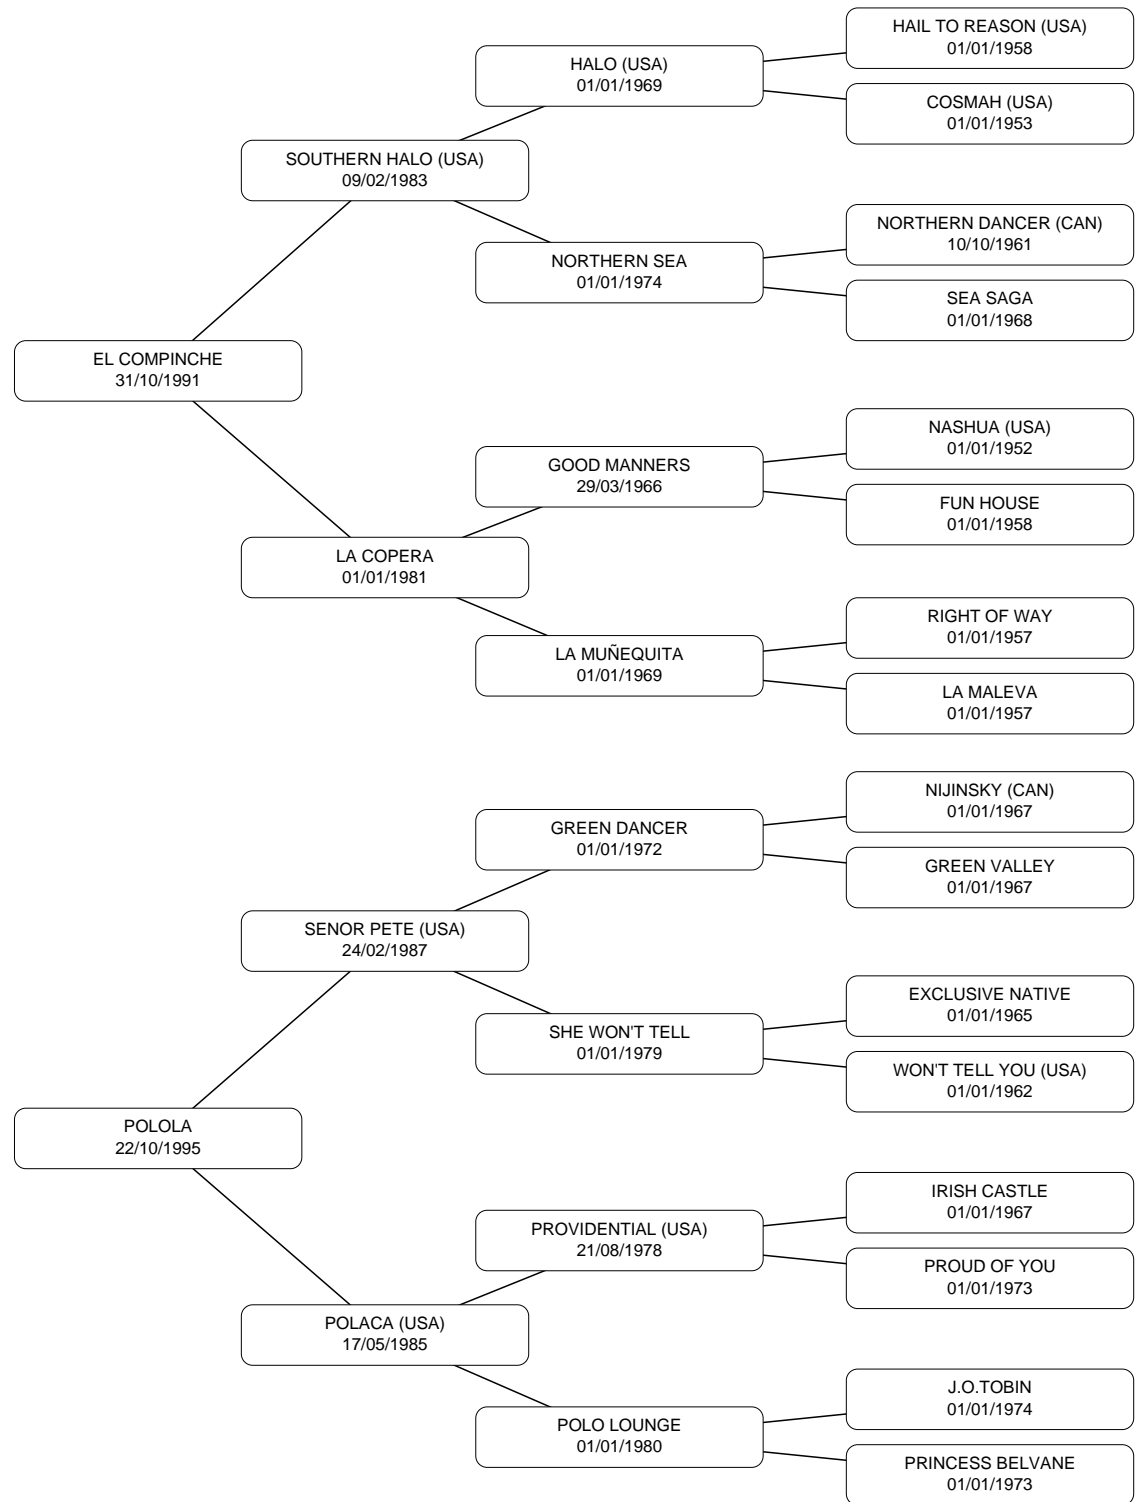 HAIL TO REASON (USA)
01/01/1958
HALO (USA)
01/01/1969
COSMAH (USA)
01/01/1953
SOUTHERN HALO (USA)
09/02/1983
NORTHERN DANCER (CAN)
10/10/1961
NORTHERN SEA
01/01/1974
SEA SAGA
01/01/1968
EL COMPINCHE
31/10/1991
NASHUA (USA)
01/01/1952
GOOD MANNERS
29/03/1966
FUN HOUSE
01/01/1958
LA COPERA
01/01/1981
RIGHT OF WAY
01/01/1957
LA MUÑEQUITA
01/01/1969
LA MALEVA
01/01/1957
NIJINSKY (CAN)
01/01/1967
GREEN DANCER
01/01/1972
GREEN VALLEY
01/01/1967
SENOR PETE (USA)
24/02/1987
EXCLUSIVE NATIVE
01/01/1965
SHE WON'T TELL
01/01/1979
WON'T TELL YOU (USA)
01/01/1962
POLOLA
22/10/1995
IRISH CASTLE
01/01/1967
PROVIDENTIAL (USA)
21/08/1978
PROUD OF YOU
01/01/1973
POLACA (USA)
17/05/1985
J.O.TOBIN
01/01/1974
POLO LOUNGE
01/01/1980
PRINCESS BELVANE
01/01/1973